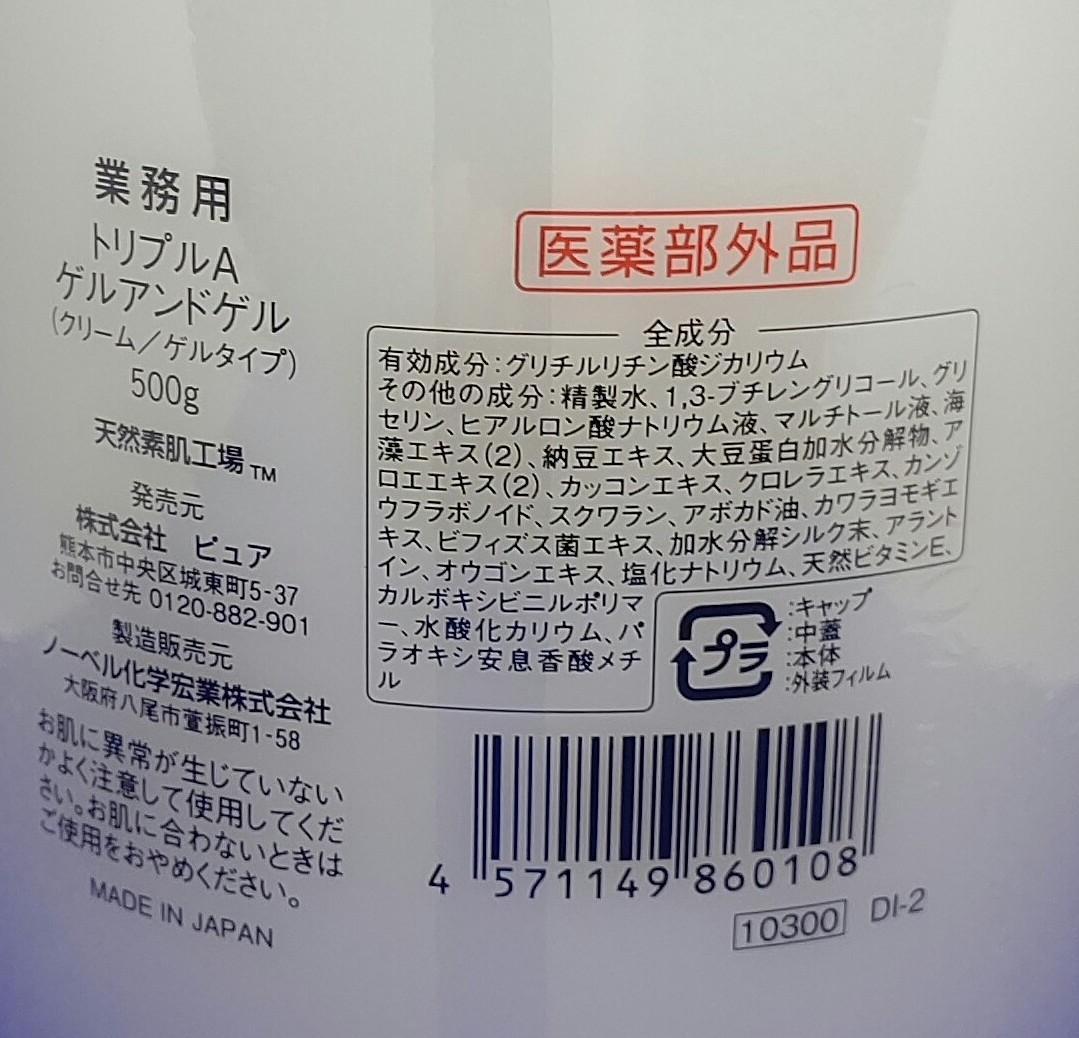 業務用
トリプルA
ゲルアンドゲル
(クリーム/ゲルタイプ)
500g
天然素肌工場TM
発売元
株式会社 ピュア
熊本市中央区城東町5-37
お問合せ先 0120-882-901
製造販売元
ノーベル化学宏業株式会社
大阪府八尾市萱振町1-58
お肌に異常が生じていない
かよく注意して使用してくだ
さい。お肌に合わないときは
ご使用をおやめください。
MADE IN JAPAN
医薬部外品
全成分
有効成分:グリチルリチン酸ジカリウム
その他の成分:精製水、1,3-ブチレングリコール、グリ
セリン、ヒアルロン酸ナトリウム液、マルチトール液、海
藻エキス(2)、納豆エキス、大豆蛋白加水分解物、ア
ロエエキス(2)、カッコンエキス、クロレラエキス、カンゾ
ウフラボノイド、スクワラン、アボカド油、カワラヨモギエ
キス、ビフィズス菌エキス、加水分解シルク末、アラント
イン、オウゴンエキス、塩化ナトリウム、天然ビタミンE、
カルボキシビニルポリマ
ー、水酸化カリウム、パ
ラオキシ安息香酸メチ
ル
プラ
:キャップ
:中蓋
:本体
:外装フィルム
4 571149 860108
10300 DI-2